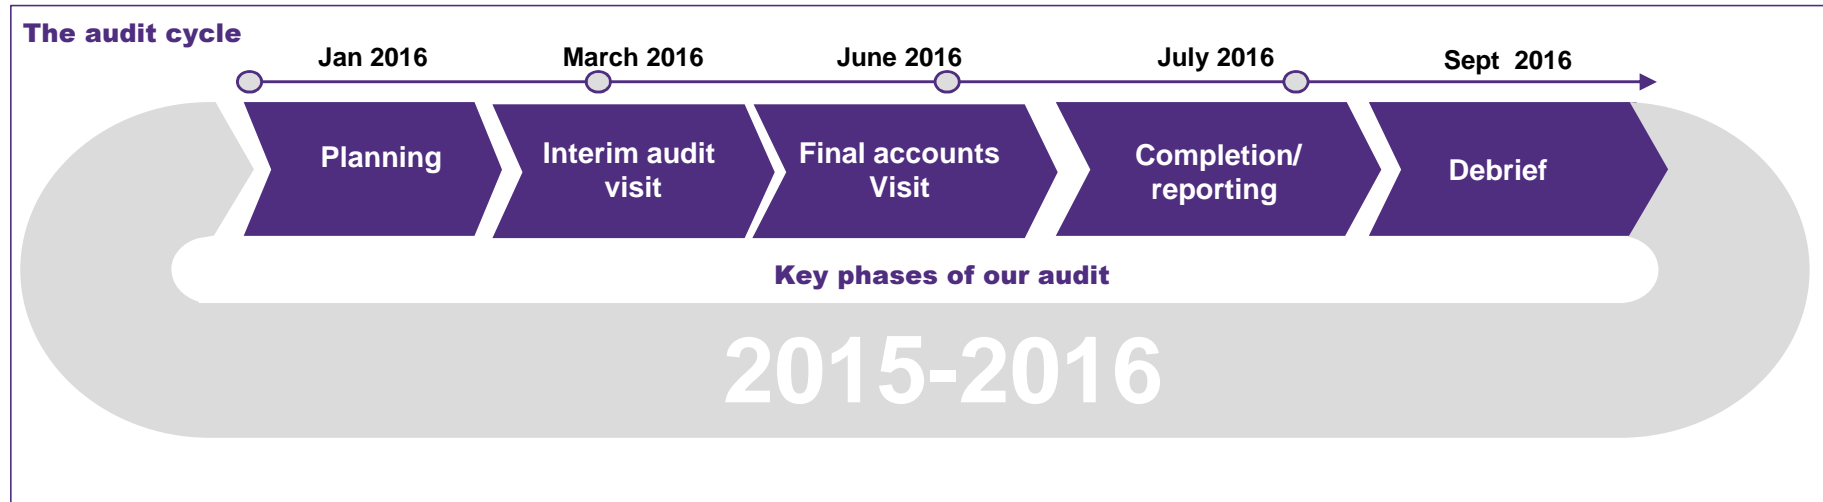 The audit cycle
Jan 2016
March 2016
June 2016
July 2016
Sept 2016
Planning
Interim audit
visit
Final accounts
Visit
Completion/
reporting
Debrief
Key phases of our audit
2015-2016